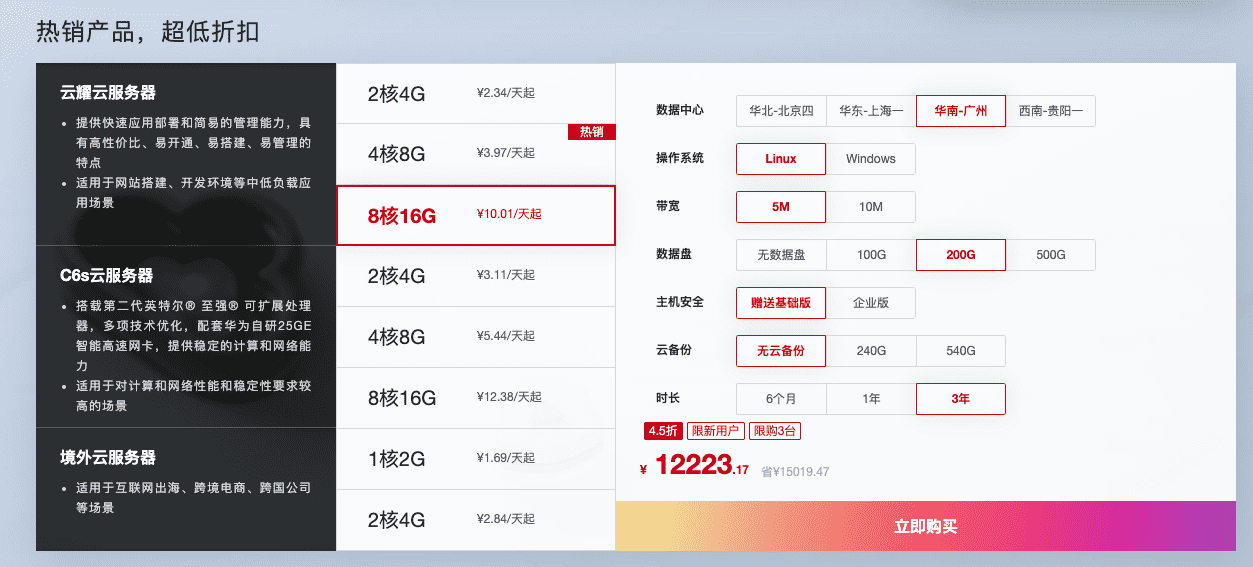 热销产品，超低折扣
云耀云服务器
提供快速应用部署和简易的管理能力，具
有高性价比、易开通、易搭建、易管理的
特点
适用于网站搭建、开发环境等中低负载应
用场景
C6s云服务器
搭载第二代英特尔® 至强® 可扩展处理
器，多项技术优化，配套华为自研25GE
智能高速网卡，提供稳定的计算和网络能
力
适用于对计算和网络性能和稳定性要求较
高的场景
境外云服务器
适用于互联网出海、跨境电商、跨国公司
等场景
2核4G ¥2.34/天起
热销
4核8G ¥3.97/天起
8核16G ¥10.01/天起
2核4G ¥3.11/天起
4核8G ¥5.44/天起
8核16G ¥12.38/天起
1核2G ¥1.69/天起
2核4G ¥2.84/天起
数据中心 华北-北京四 华东-上海一 华南-广州 西南-贵阳一
操作系统 Linux Windows
带宽 5M 10M
数据盘 无数据盘 100G 200G 500G
主机安全 赠送基础版 企业版
云备份 无云备份 240G 540G
时长 6个月 1年 3年
4.5折 限新用户 限购3台
¥ 12223.17 省¥15019.47
立即购买